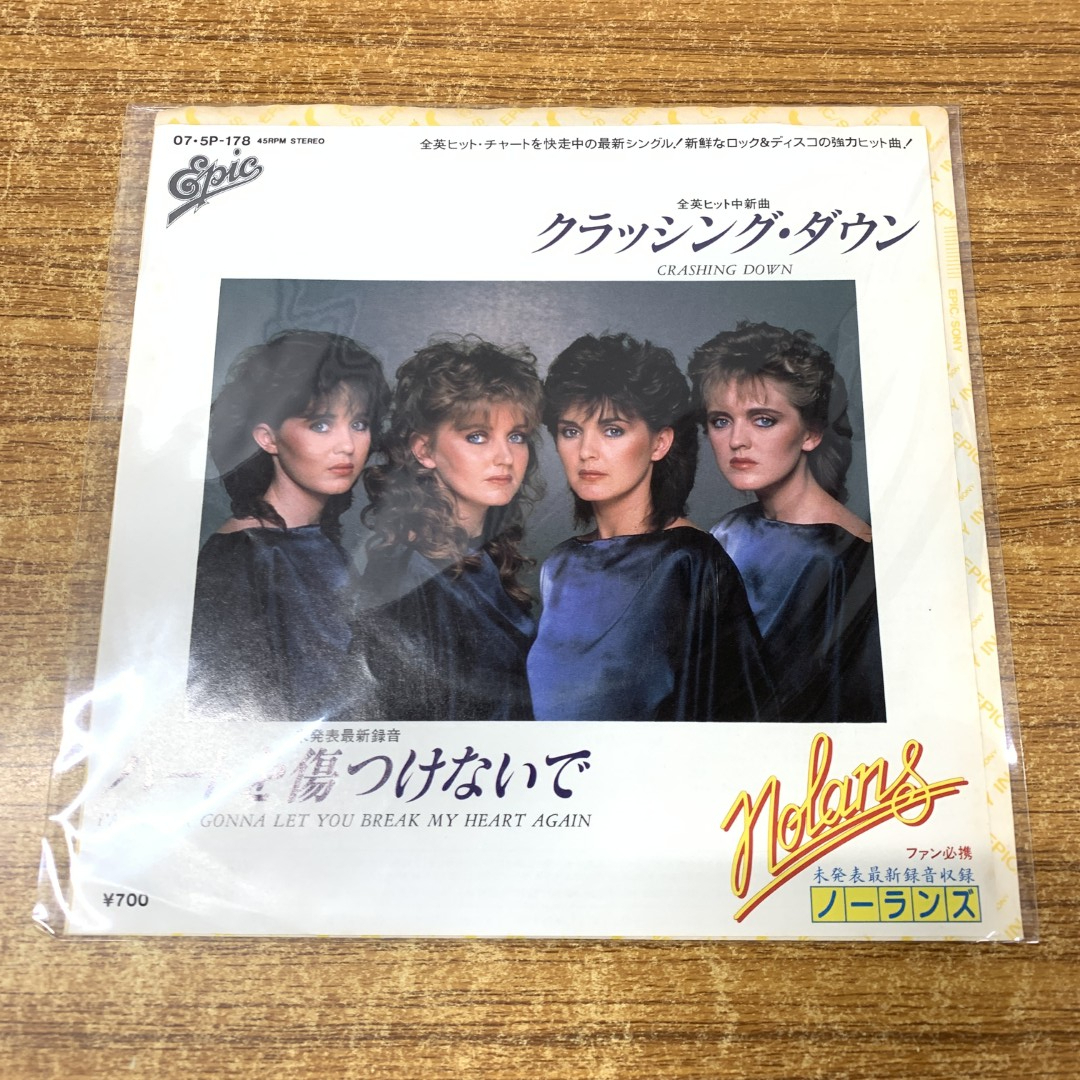 07・5P-178 45RPM STEREO
Epic
全英ヒット・チャートを快走中の最新シングル!新鮮なロック&ディスコの強力ヒット曲!
全英ヒット中新曲
クラッシング・ダウン
CRASHING DOWN
発表最新録音
傷つけないで
GONNA LET YOU BREAK MY HEART AGAIN
¥700
Nolans
ファン必携
未発表最新録音収録
ノーランズ
EPIC/SONY